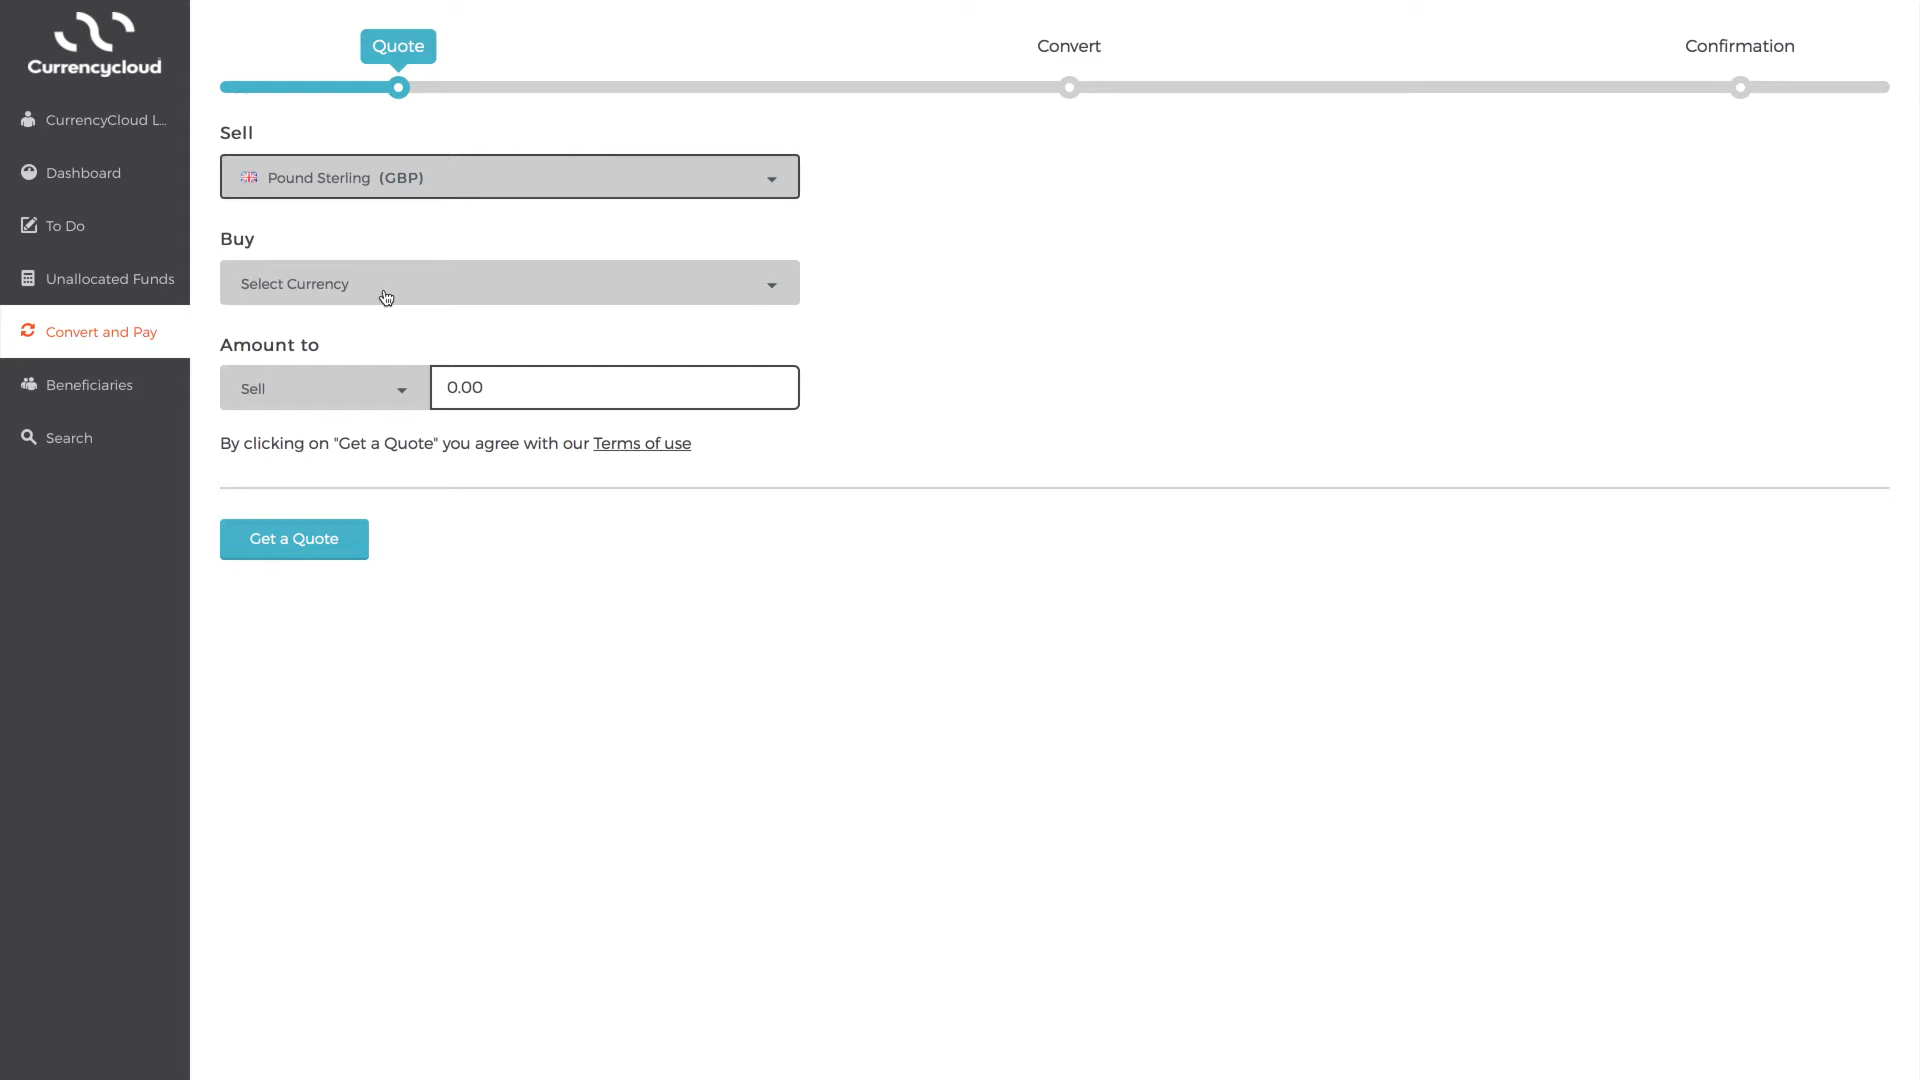 Currencycloud
CurrencyCloud L...
Dashboard
To Do
Unallocated Funds
Convert and Pay
Beneficiaries
Search
Quote
Convert
Confirmation
Sell
Pound Sterling (GBP)
Buy
Select Currency
Amount to
Sell
0.00
By clicking on "Get a Quote" you agree with our Terms of use
Get a Quote